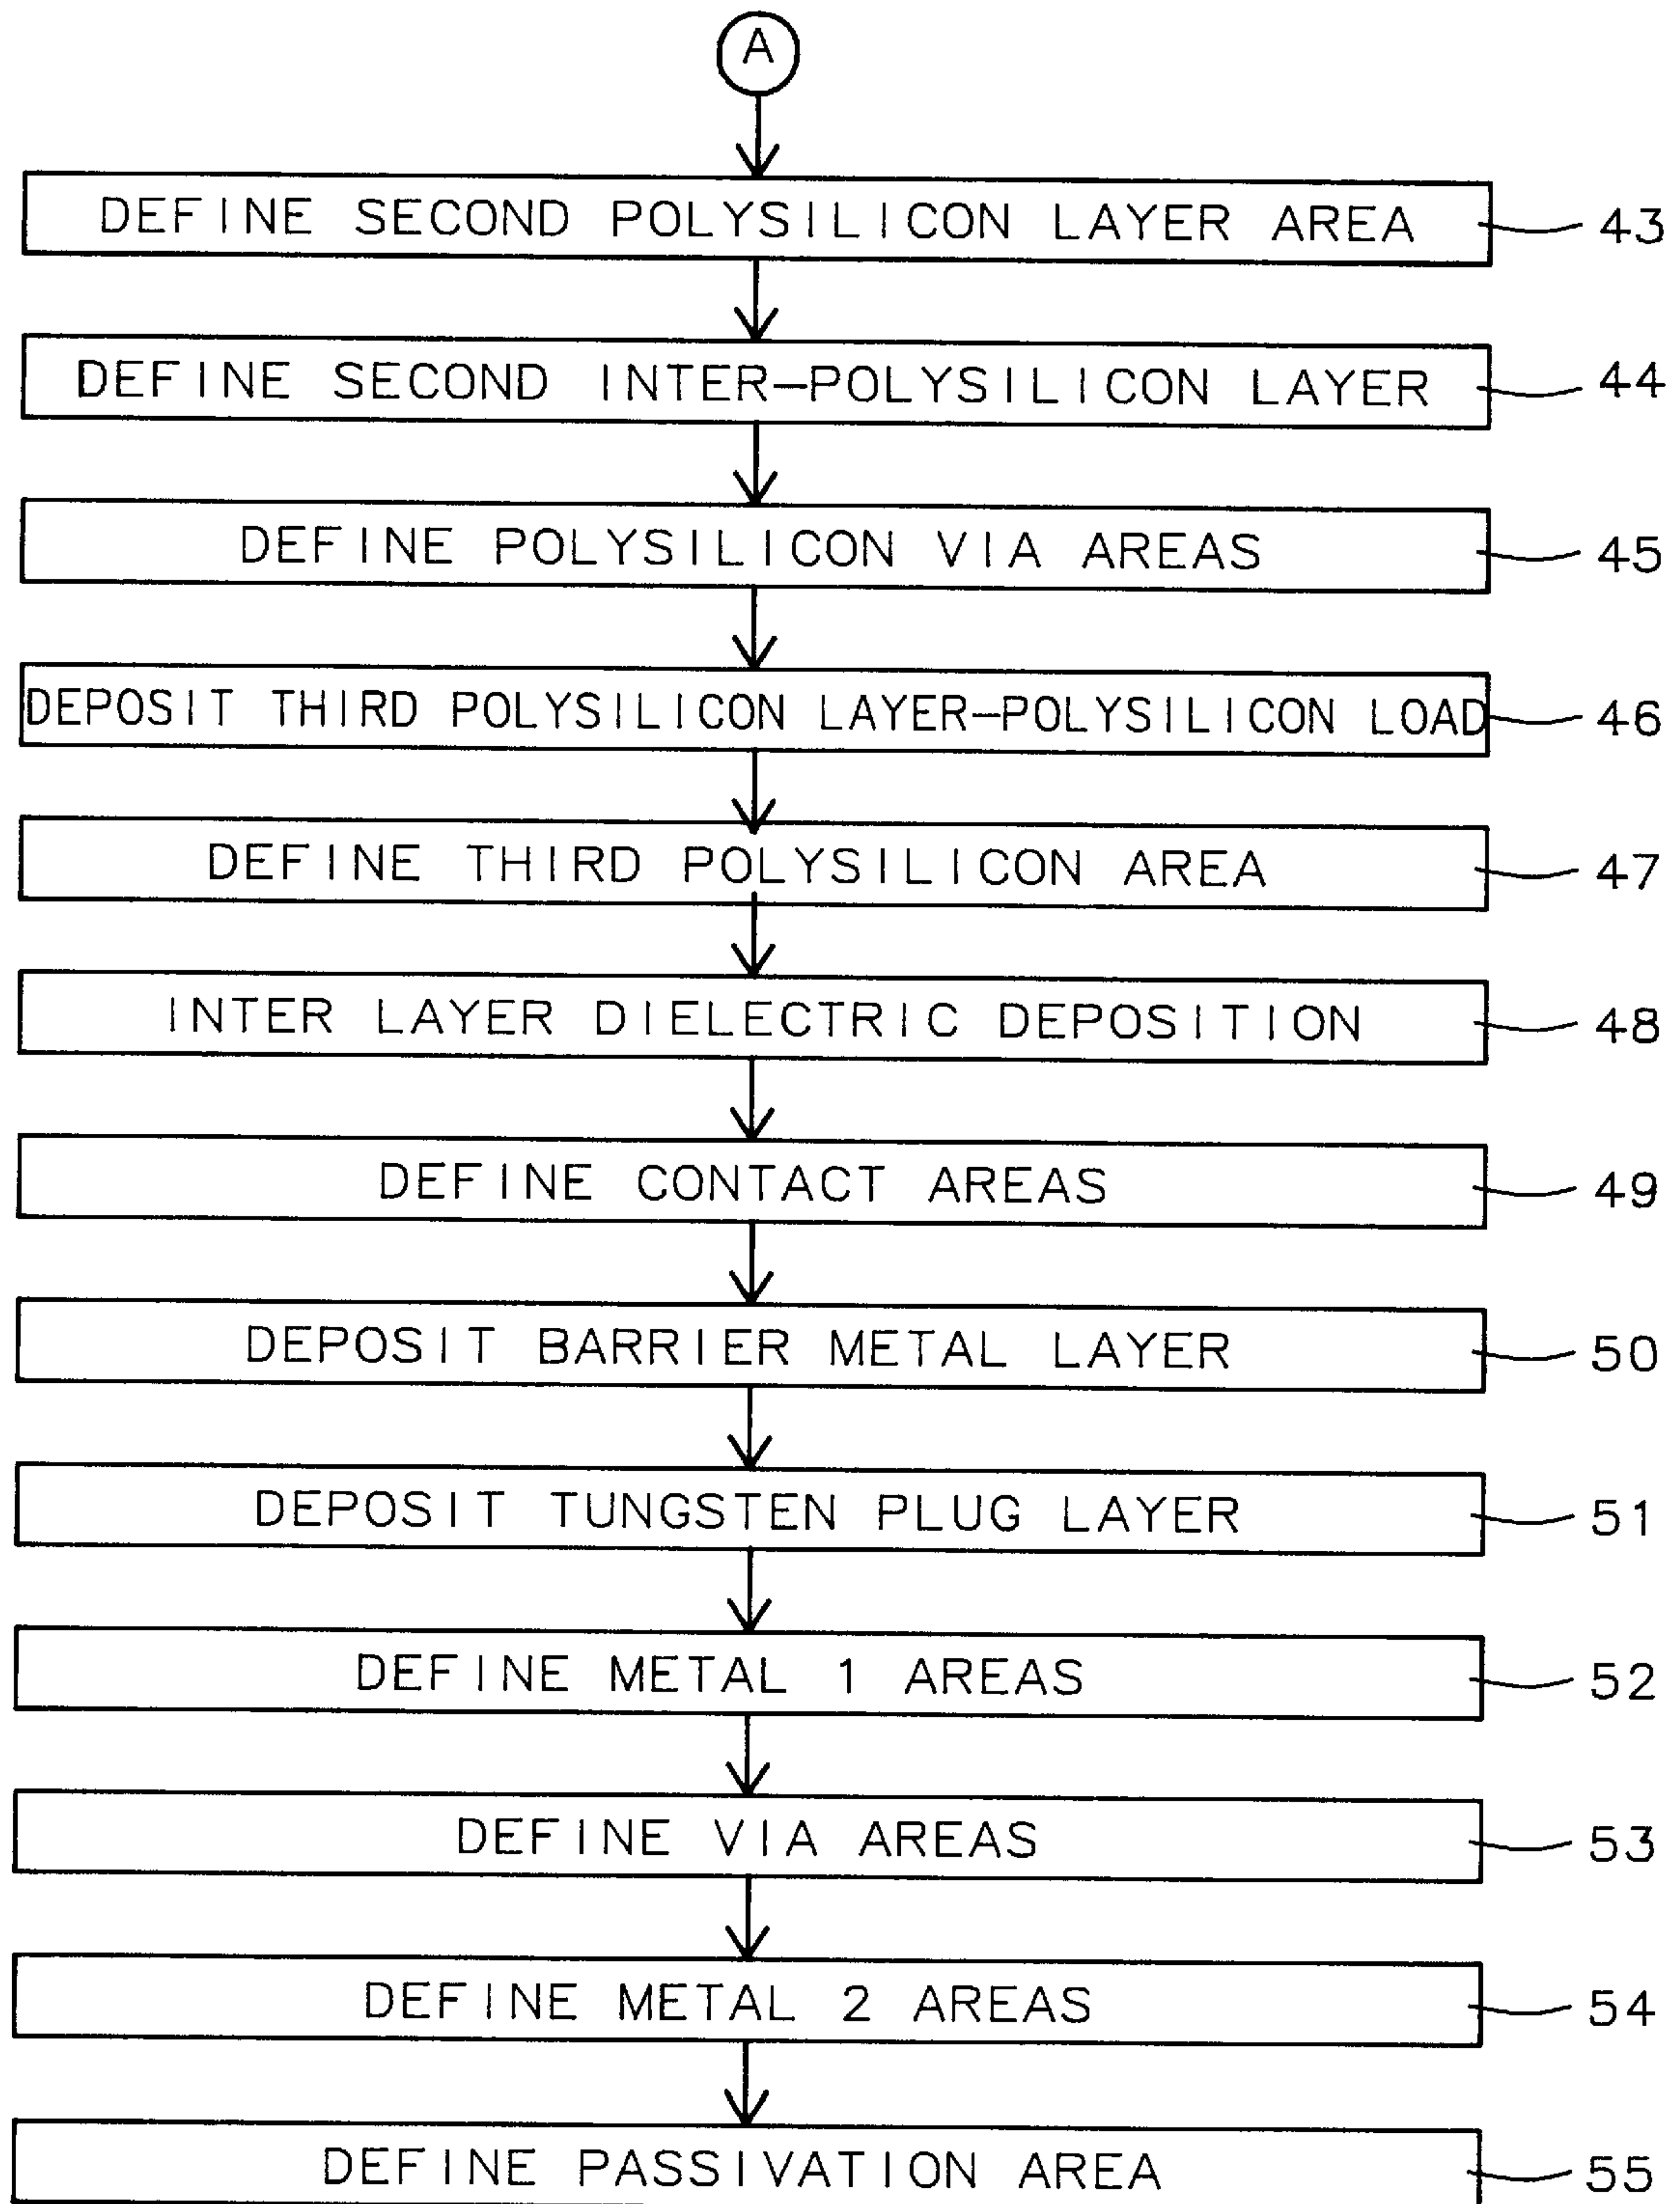 A
DEFINE SECOND POLYSILICON LAYER AREA 43
DEFINE SECOND INTER-POLYSILICON LAYER 44
DEFINE POLYSILICON VIA AREAS 45
DEPOSIT THIRD POLYSILICON LAYER-POLYSILICON LOAD 46
DEFINE THIRD POLYSILICON AREA 47
INTER LAYER DIELECTRIC DEPOSITION 48
DEFINE CONTACT AREAS 49
DEPOSIT BARRIER METAL LAYER 50
DEPOSIT TUNGSTEN PLUG LAYER 51
DEFINE METAL 1 AREAS 52
DEFINE VIA AREAS 53
DEFINE METAL 2 AREAS 54
DEFINE PASSIVATION AREA 55